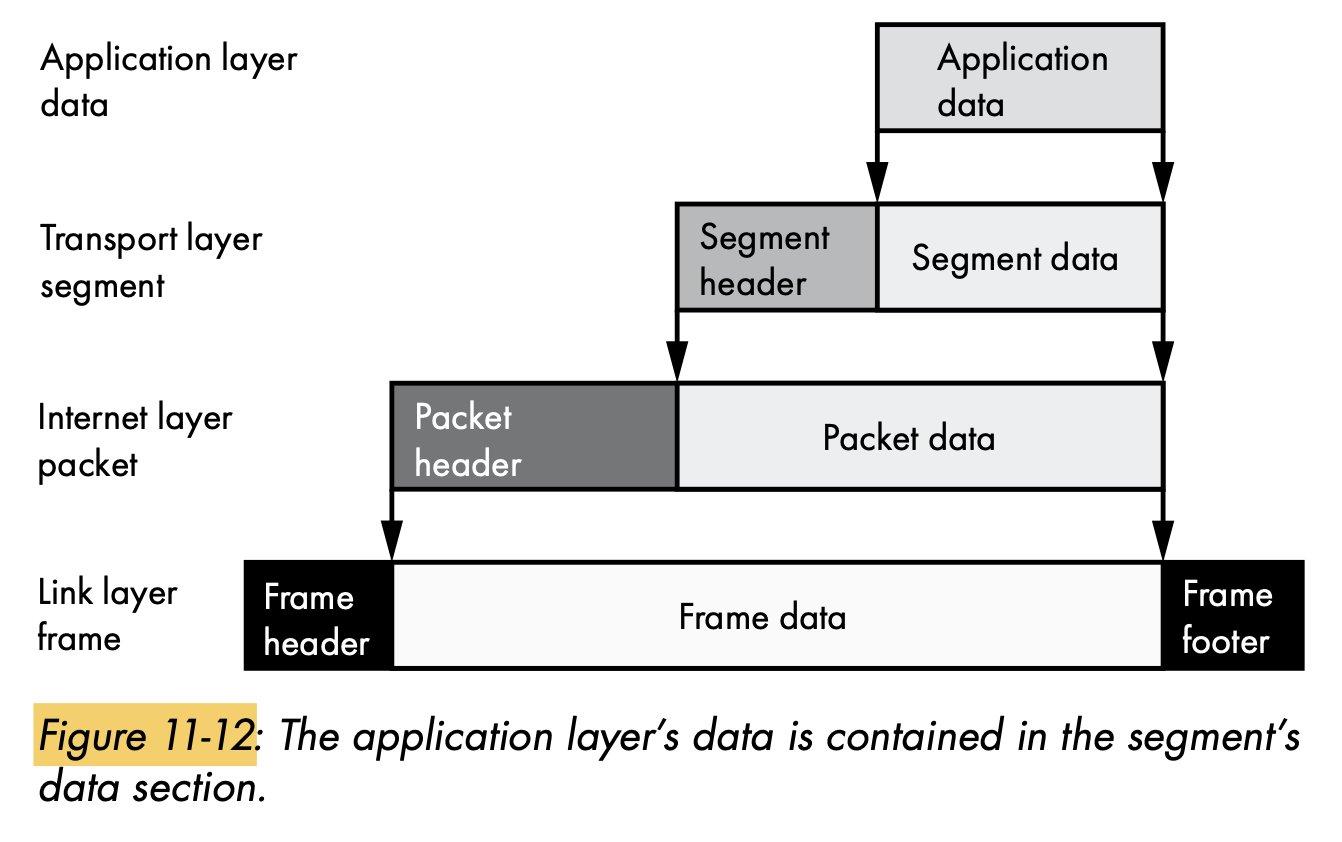 Application layer
data
Application
data
Transport layer
segment
Segment
header
Segment data
Internet layer
packet
Packet
header
Packet data
Link layer
frame
Frame
header
Frame data
Frame
footer
Figure 11-12: The application layer’s data is contained in the segment’s
data section.